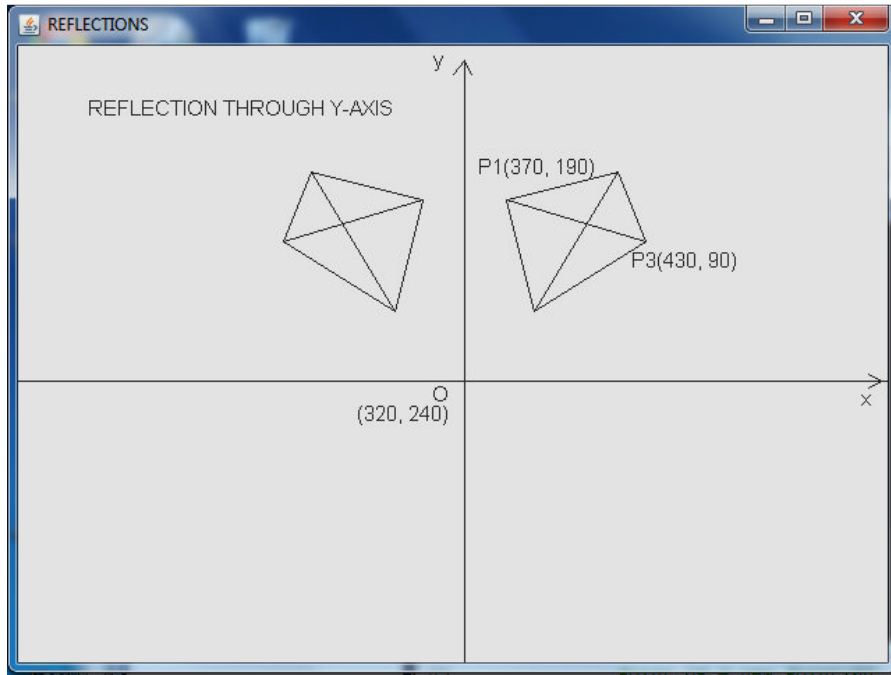 REFLECTIONS
y
REFLECTION THROUGH Y-AXIS
P1(370, 190)
P3(430, 90)
O
x
(320, 240)